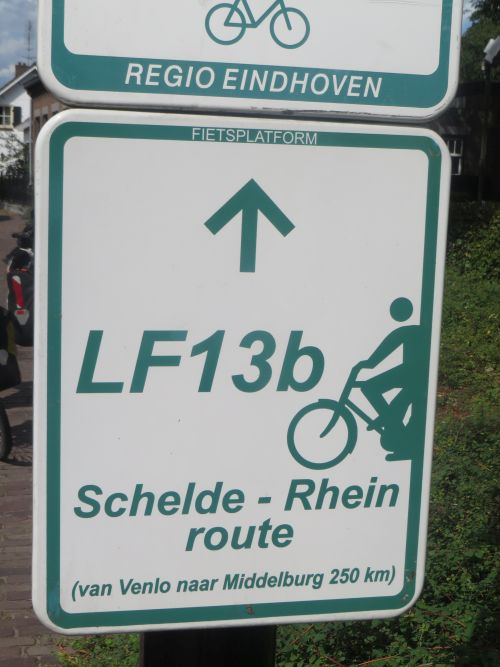 REGIO EINDHOVEN
FIETSPLATFORM
LF13b
Schelde - Rhein
route
(van Venlo naar Middelburg 250 km)